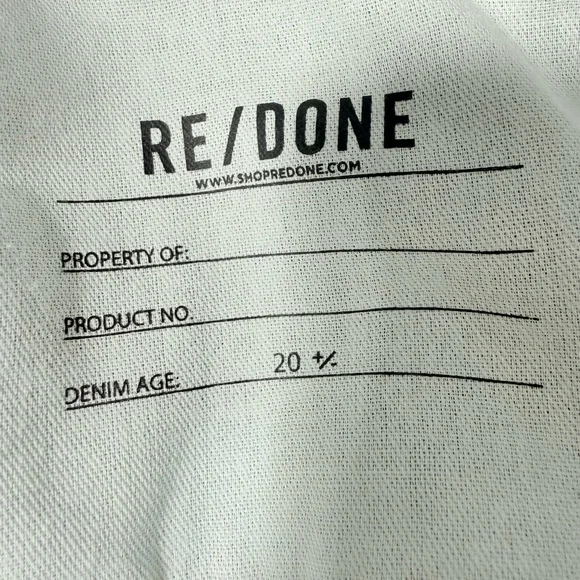 RE/DONE
WWW.SHOPREDONE.COM
PROPERTY OF:
PRODUCT NO.
DENIM AGE: 20 +/-